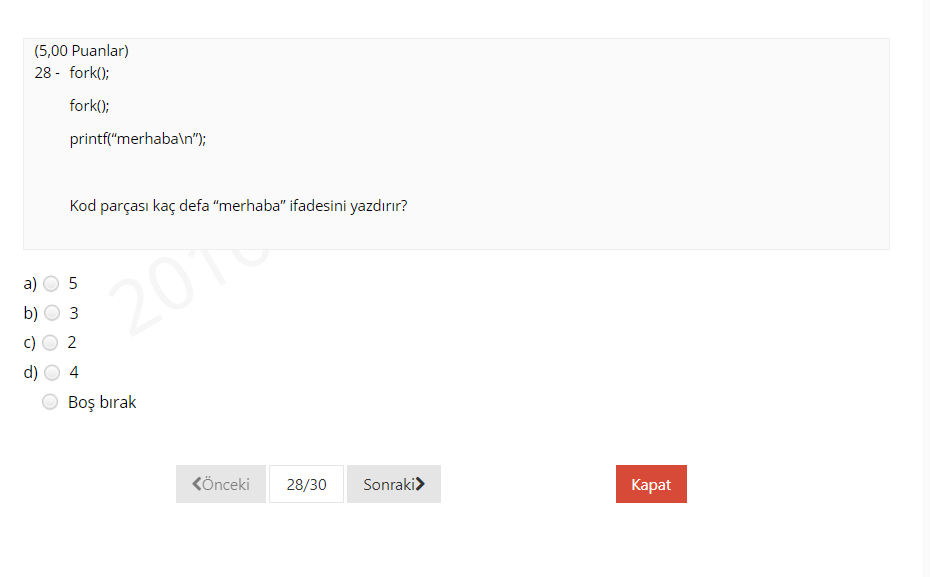 (5,00 Puanlar)
28 - fork();
fork();
printf(“merhaba\n”);
Kod parçası kaç defa “merhaba” ifadesini yazdırır?
a) 5
b) 3
c) 2
d) 4
Boş bırak
Önceki 28/30 Sonraki Kapat